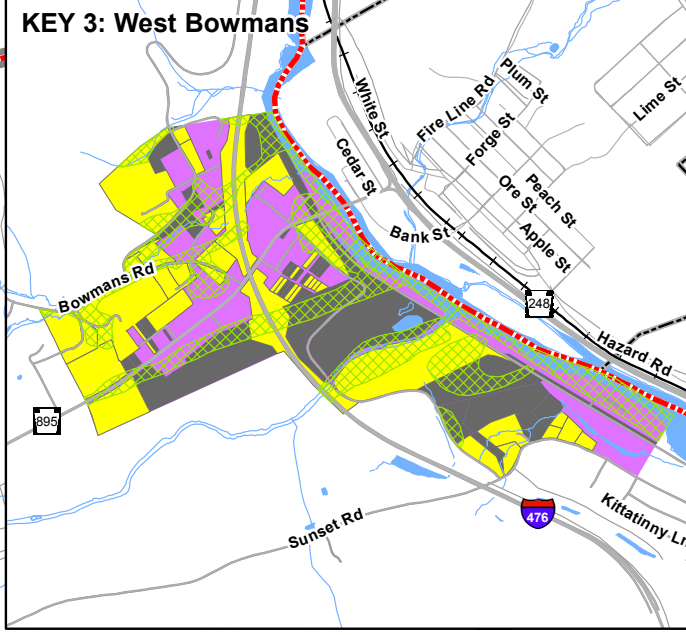 KEY 3: West Bowmans
White St
Plum St
Fire Line Rd
Lime St
Forge St
Cedar St
Peach St
Ore St
Bank St
Apple St
Bowmans Rd
248
Hazard Rd
895
476
Kittatinny Ln
Sunset Rd